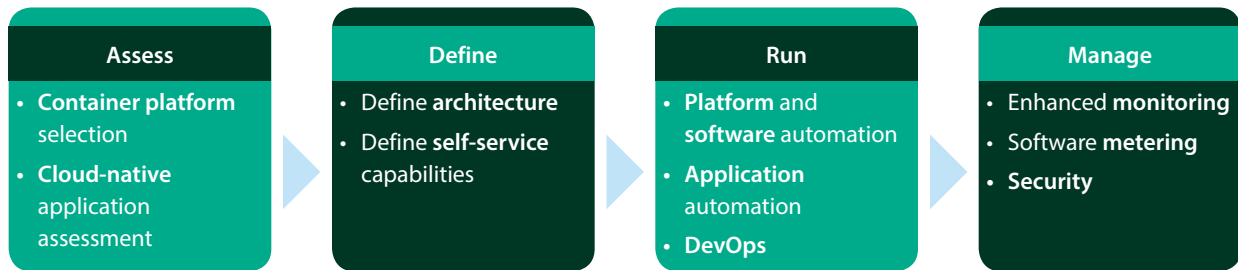 Assess
• Container platform
selection
• Cloud-native
application
assessment
Define
• Define architecture
• Define self-service
capabilities
Run
• Platform and
software automation
• Application
automation
• DevOps
Manage
• Enhanced monitoring
• Software metering
• Security